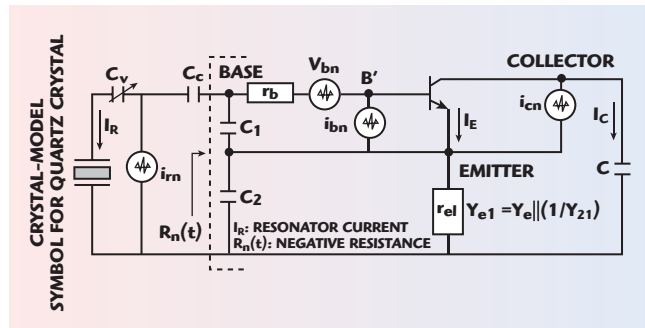 CRYSTAL-MODEL
SYMBOL FOR QUARTZ CRYSTAL
Cv
IR
irn
Cc
BASE
rb
Vbn
B'
ibn
C1
C2
Rn(t)
IE
COLLECTOR
icn
IC
C
EMITTER
rel
Ye1 =Ye||(1/Y21)
IR: RESONATOR CURRENT
Rn(t): NEGATIVE RESISTANCE